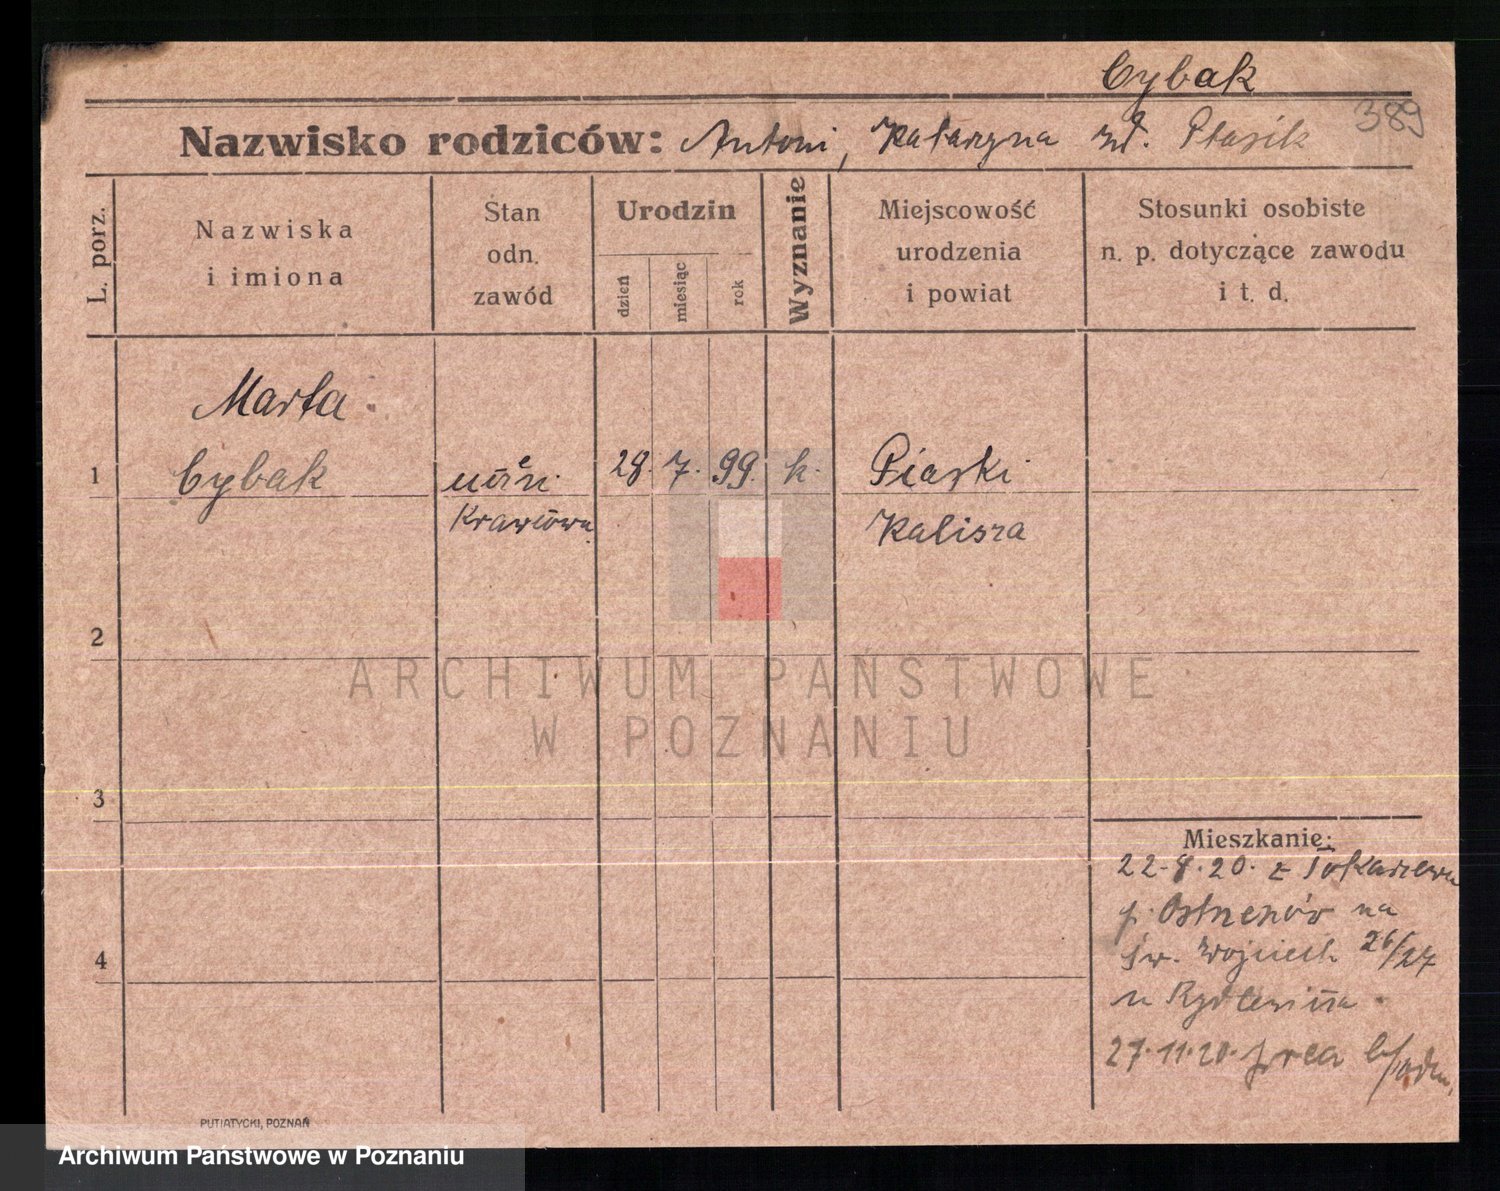 Cybak
389
Nazwisko rodziców: Antoni, Katarzyna zd. Ptasik
L. porz.
Nazwiska
i imiona
Stan
odn.
zawód
Urodzin
dzień
miesiąc
rok
Wyznanie
Miejscowość
urodzenia
i powiat
Stosunki osobiste
n. p. dotyczące zawodu
i t. d.
Marta
1 Cybak 28. 7. 99. k. Piaski
Krawcowa Kalisza
2
3
4
Mieszkanie:
22-8.20. z Tokarzewa
p. Ostrzeszów na
św. Wojciech 26/27
u
27.11.20.
PUTIATYCKI, POZNAŃ
ARCHIWUM PAŃSTWOWE
W POZNANIU
Archiwum Państwowe w Poznaniu